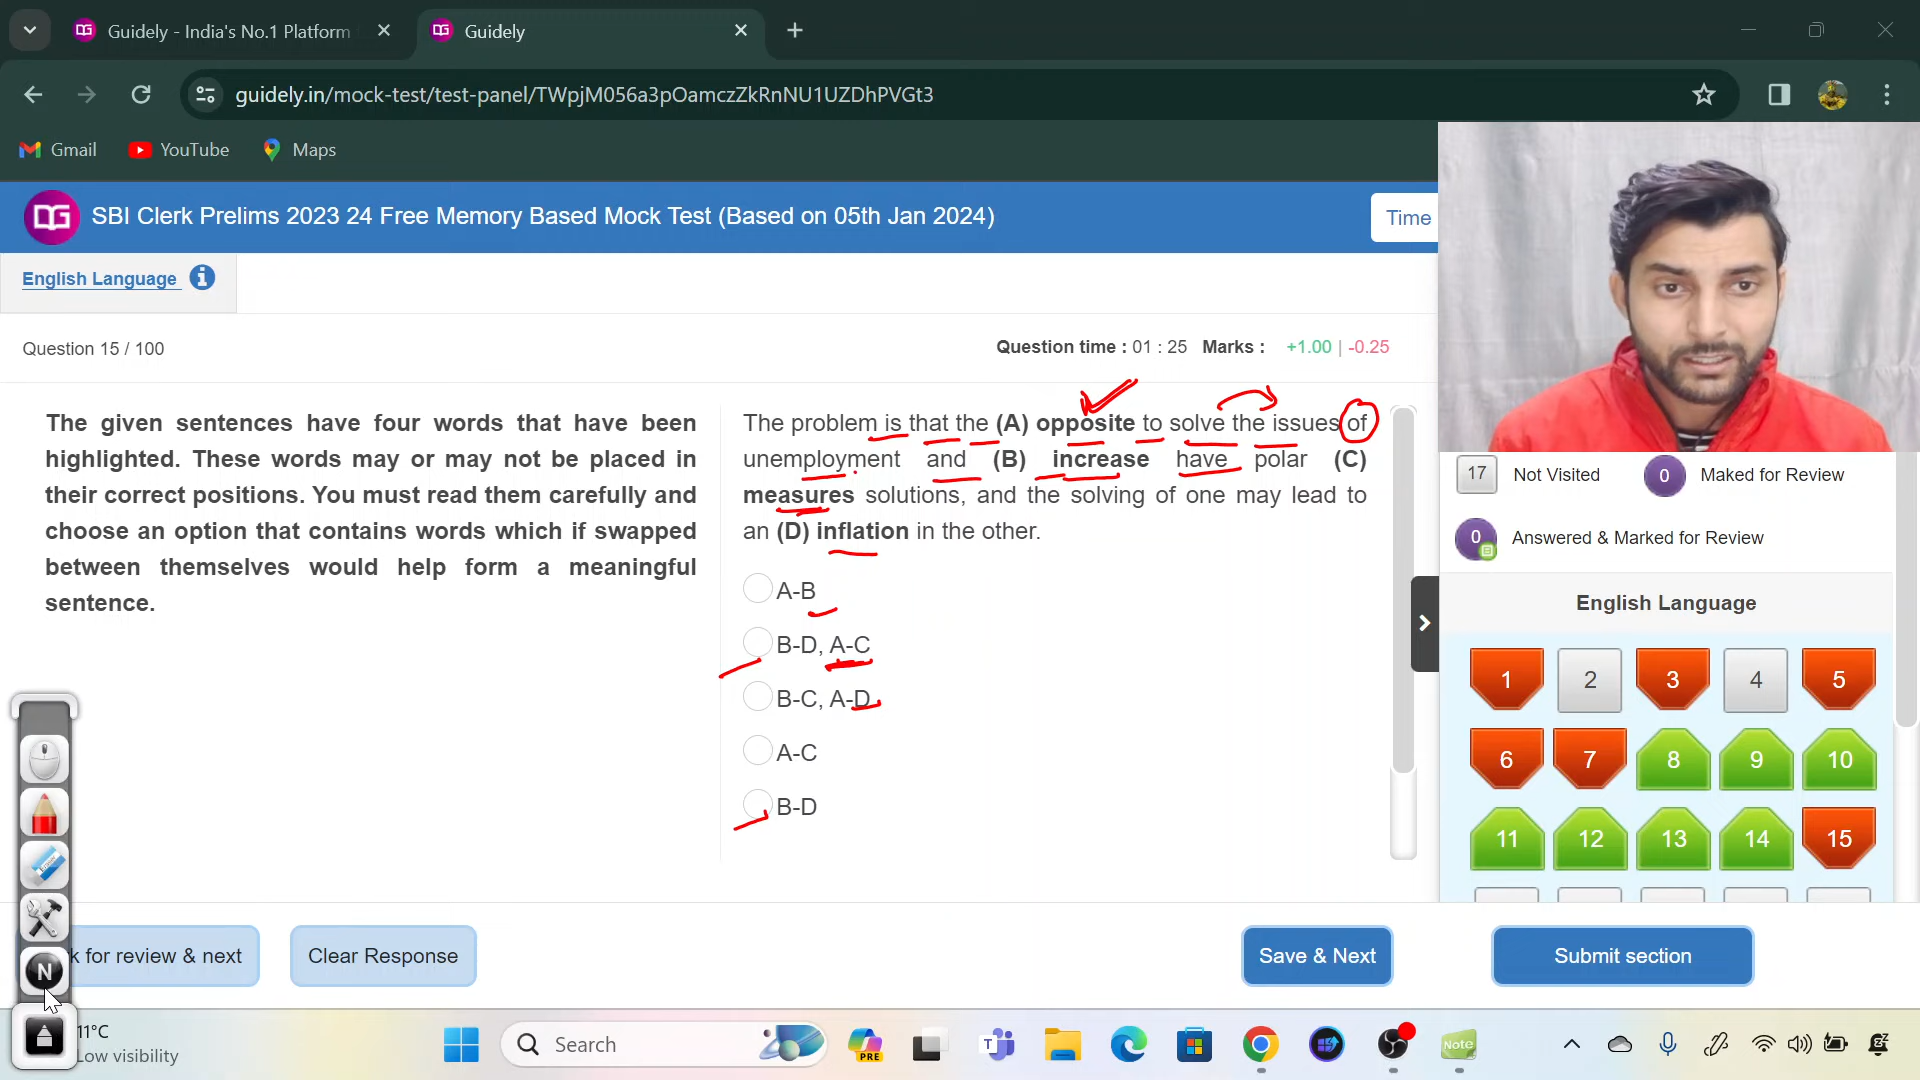 Guidely - India's No.1 Platform
Guidely
guidely.in/mock-test/test-panel/TWpjM056a3pOamczZkRnNU1UZDhPVGt3
Gmail
YouTube
Maps
DG
SBI Clerk Prelims 2023 24 Free Memory Based Mock Test (Based on 05th Jan 2024)
Time
English Language
Question 15 / 100
Question time : 01 : 25 Marks : +1.00 | -0.25
The given sentences have four words that have been
highlighted. These words may or may not be placed in
their correct positions. You must read them carefully and
choose an option that contains words which if swapped
between themselves would help form a meaningful
sentence.
The problem is that the (A) opposite to solve the issues of
unemployment and (B) increase have polar (C)
measures solutions, and the solving of one may lead to
an (D) inflation in the other.
A-B
B-D, A-C
B-C, A-D
A-C
B-D
17 Not Visited
0 Maked for Review
0 Answered & Marked for Review
English Language
1 2 3 4 5
6 7 8 9 10
11 12 13 14 15
k for review & next
Clear Response
Save & Next
Submit section
N
11°C
Low visibility
Search
PRE
T
Note